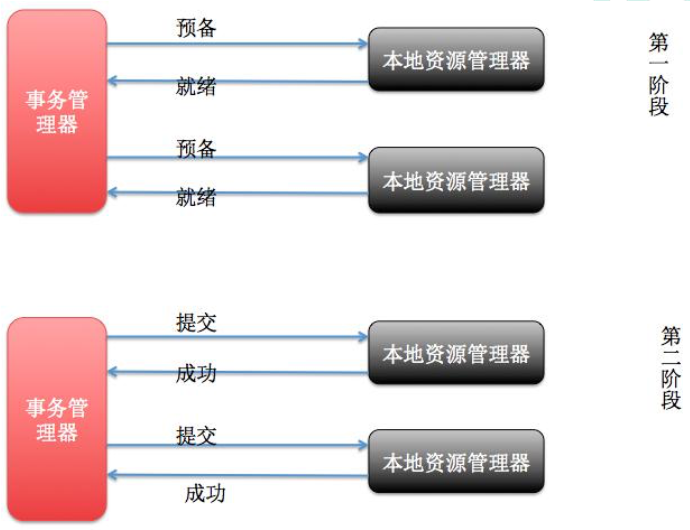 预备
本地资源管理器
就绪
事务管
理器
预备
本地资源管理器
就绪
第一阶段
提交
本地资源管理器
成功
事务管
理器
提交
本地资源管理器
成功
第二阶段